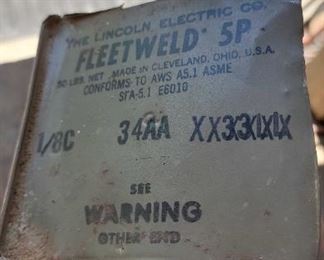 THE LINCOLN ELECTRIC CO.
FLEETWELD® 5P
50 LBS. NET MADE IN CLEVELAND, OHIO, U.S.A.
CONFORMS TO AWS A5.1 ASME
SFA-5.1 E6010
1/8C 34AA
SEE
WARNING
OTHER END